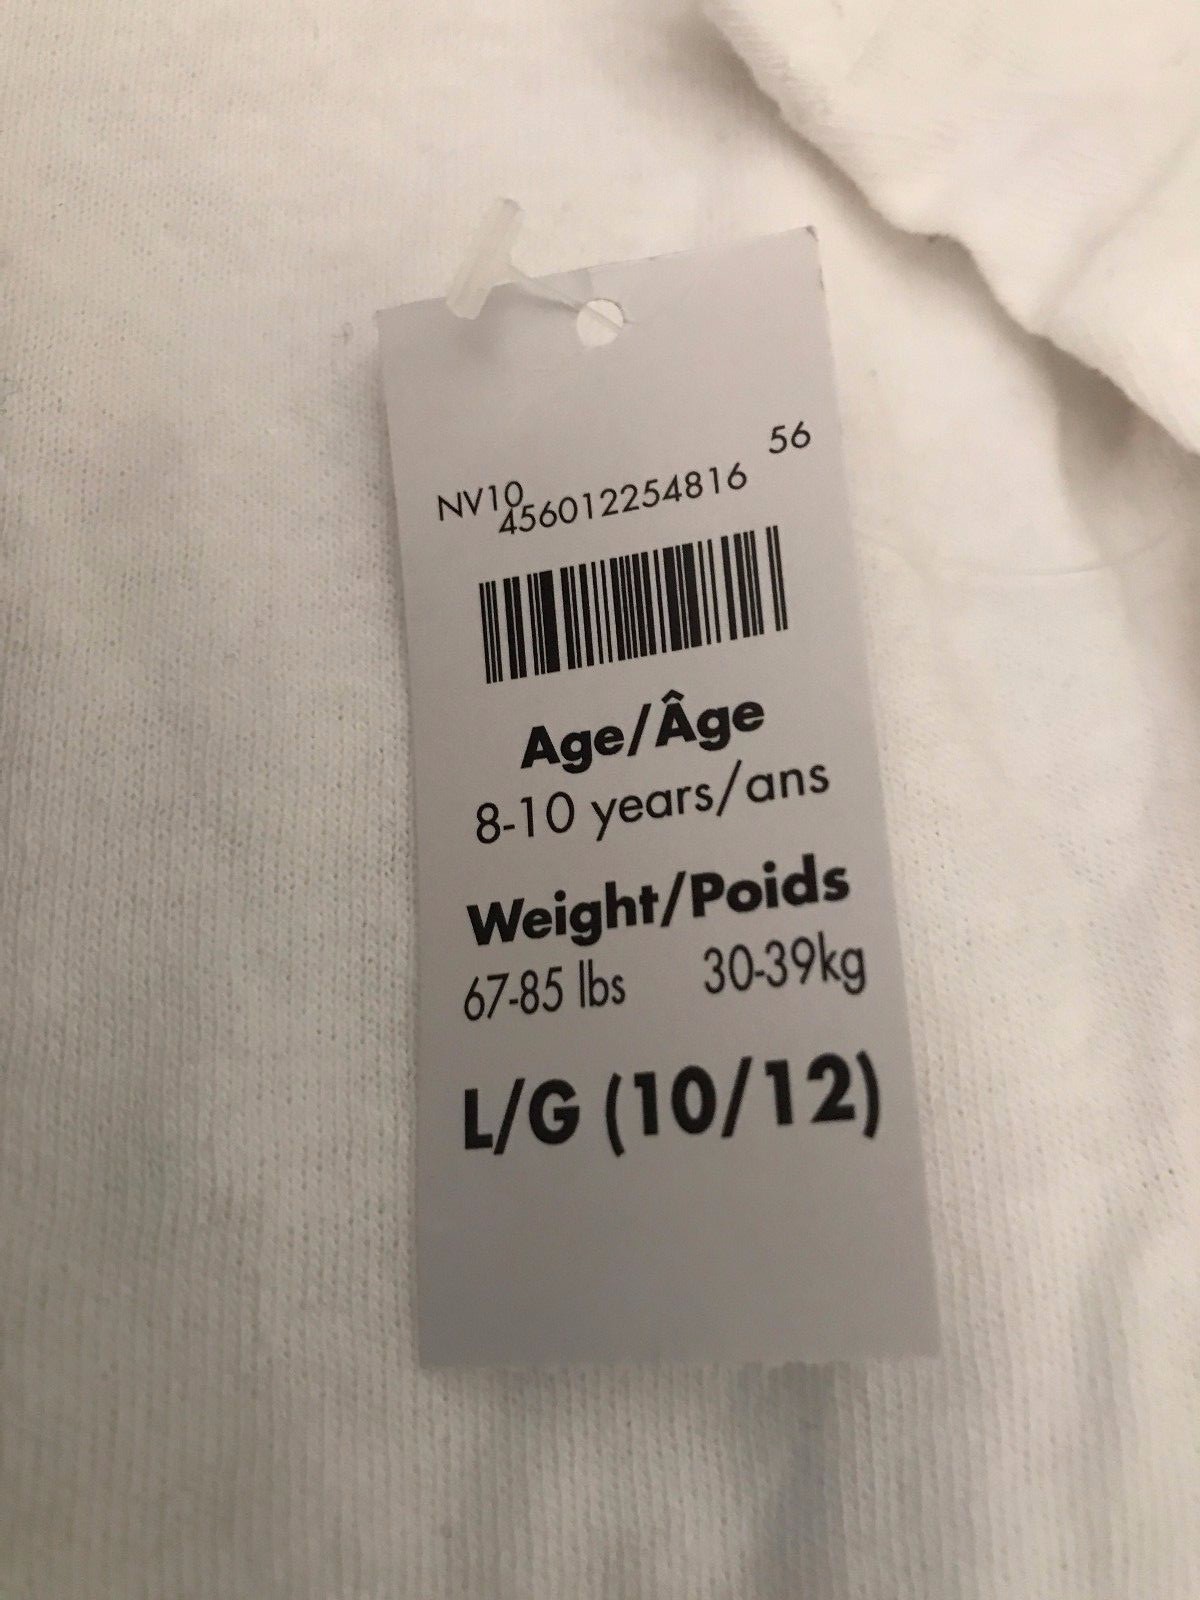 56
NV10
456012254816
Age/Âge
8-10 years/ans
Weight/Poids
67-85 lbs 30-39kg
L/G (10/12)